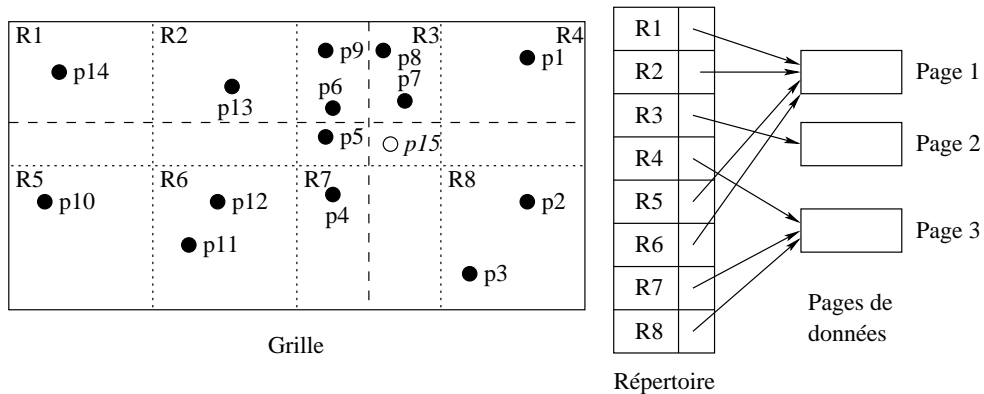 R1
R2
p9
R3
R4
p14
p13
p6
p8
p7
p1
p5
p15
R5
R6
R7
R8
p10
p12
p4
p2
p11
p3
Grille
R1
R2
R3
R4
R5
R6
R7
R8
Répertoire
Page 1
Page 2
Page 3
Pages de
données